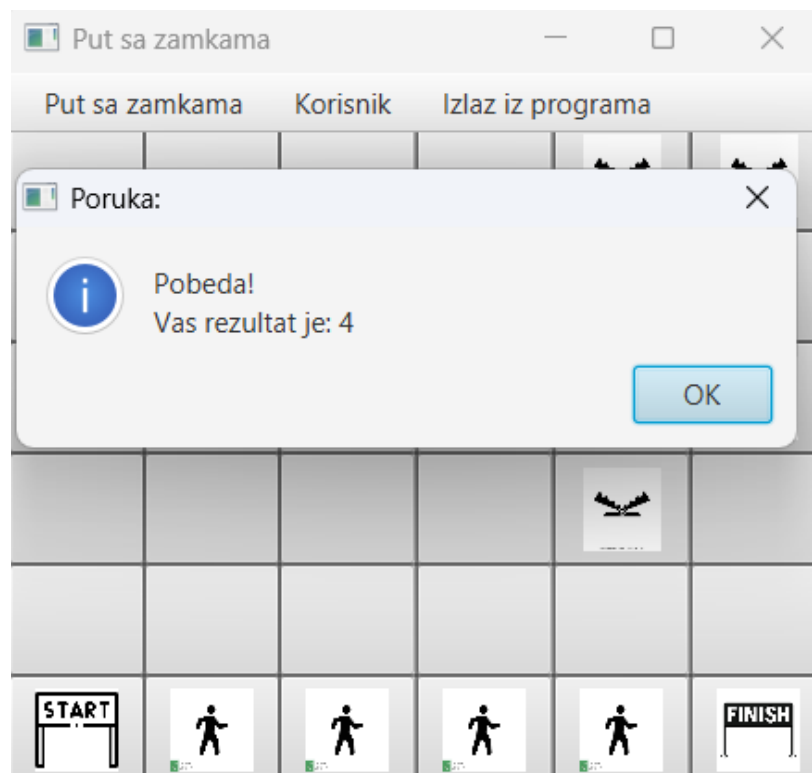 Put sa zamkama
Put sa zamkama Korisnik Izlaz iz programa
Poruka:
Pobeda!
Vas rezultat je: 4
OK
START
FINISH